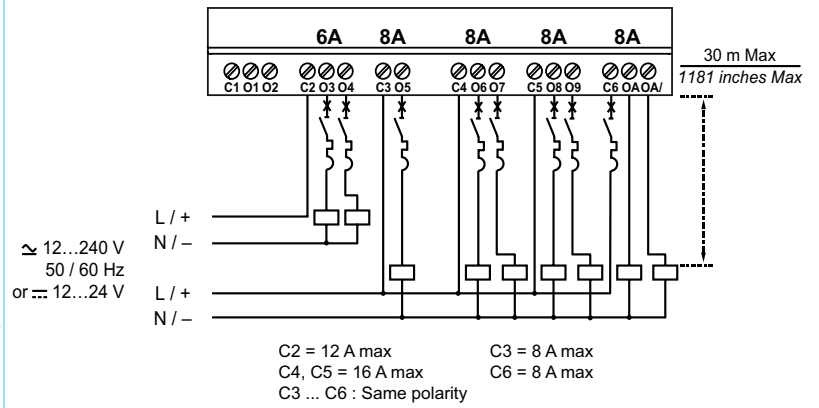 6A 8A 8A 8A 8A
C1 O1 O2 C2 O3 O4 C3 O5 C4 O6 O7 C5 O8 O9 C6 OA OA/
30 m Max
1181 inches Max
L / +
N / –
≃ 12...240 V
50 / 60 Hz
or ⎓ 12...24 V
L / +
N / –
C2 = 12 A max C3 = 8 A max
C4, C5 = 16 A max C6 = 8 A max
C3 ... C6 : Same polarity